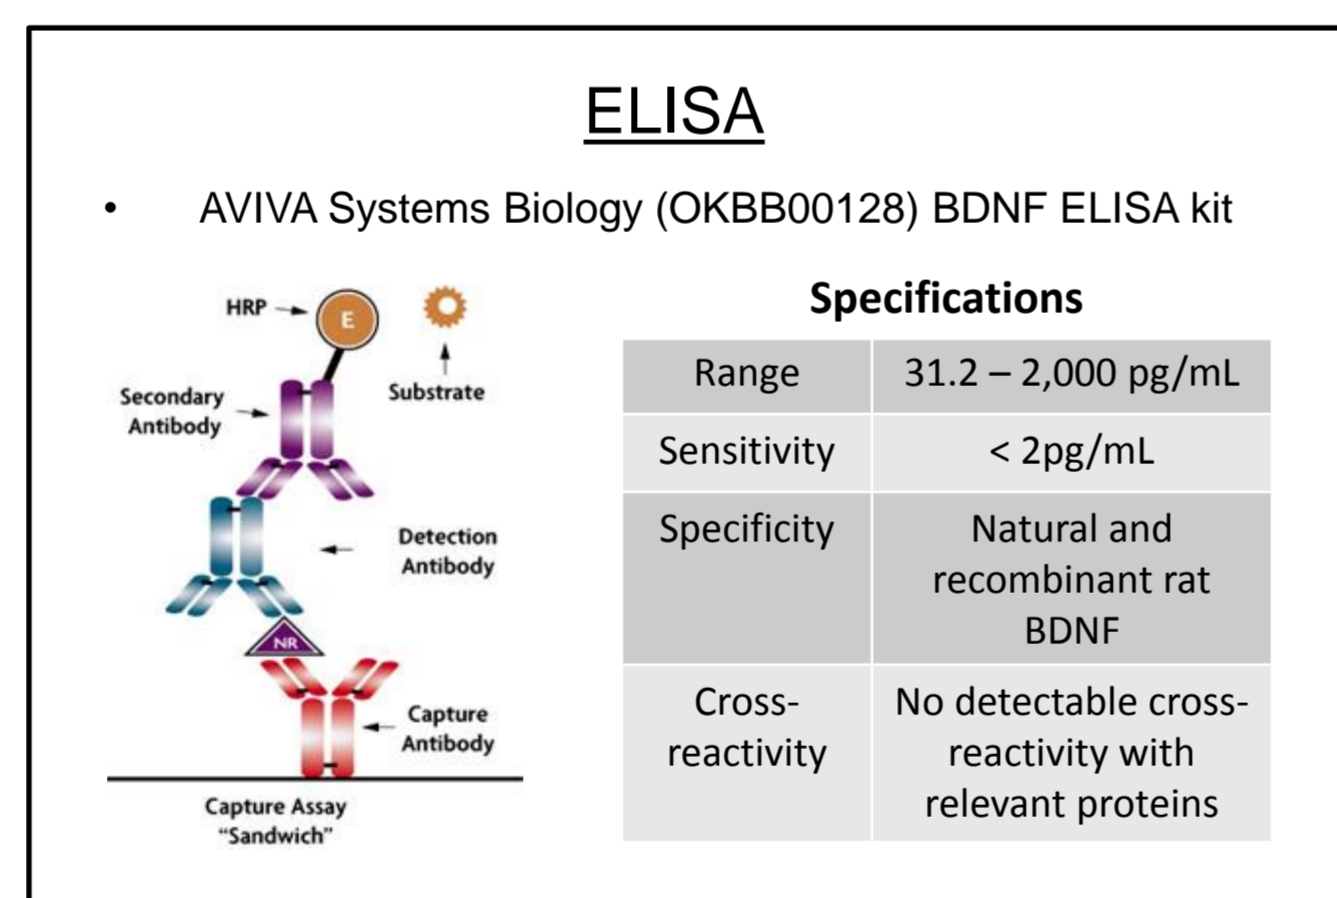 ELISA
• AVIVA Systems Biology (OKBB00128) BDNF ELISA kit
HRP
E
Substrate
Secondary
Antibody
Detection
Antibody
NR
Capture
Antibody
Capture Assay
“Sandwich”
Specifications
Range 31.2 – 2,000 pg/mL
Sensitivity < 2pg/mL
Specificity Natural and
recombinant rat
BDNF
Cross- No detectable cross-
reactivity reactivity with
relevant proteins